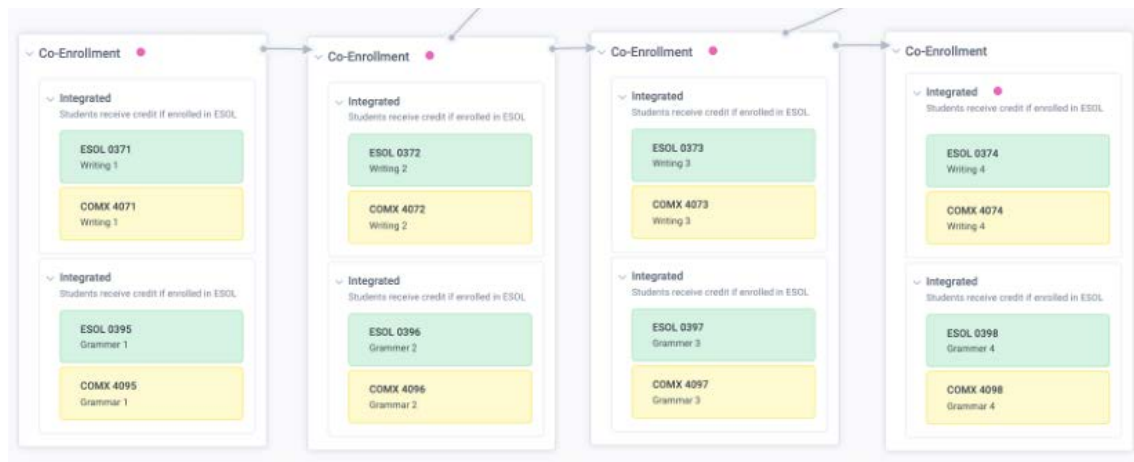 Co-Enrollment
Integrated
Students receive credit if enrolled in ESOL
ESOL 0371
Writing 1
COMX 4071
Writing 1
Integrated
Students receive credit if enrolled in ESOL
ESOL 0395
Grammer 1
COMX 4095
Grammar 1
Co-Enrollment
Integrated
Students receive credit if enrolled in ESOL
ESOL 0372
Writing 2
COMX 4072
Writing 2
Integrated
Students receive credit if enrolled in ESOL
ESOL 0396
Grammer 2
COMX 4096
Grammar 2
Co-Enrollment
Integrated
Students receive credit if enrolled in ESOL
ESOL 0373
Writing 3
COMX 4073
Writing 3
Integrated
Students receive credit if enrolled in ESOL
ESOL 0397
Grammer 3
COMX 4097
Grammar 3
Co-Enrollment
Integrated
Students receive credit if enrolled in ESOL
ESOL 0374
Writing 4
COMX 4074
Writing 4
Integrated
Students receive credit if enrolled in ESOL
ESOL 0398
Grammer 4
COMX 4098
Grammar 4